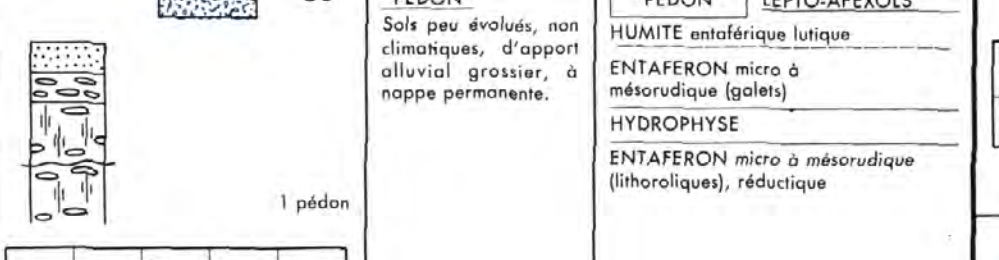 1 pédon
PEDON
Sols peu évolués, non
climatiques, d'apport
alluvial grossier, à
nappe permanente.
PEDON LEPTO-APEXOLS
HUMITE entaférique lutique
ENTAFERON micro à
mésorudique (galets)
HYDROPHYSE
ENTAFERON micro à mésorudique
(lithoroliques), réductique